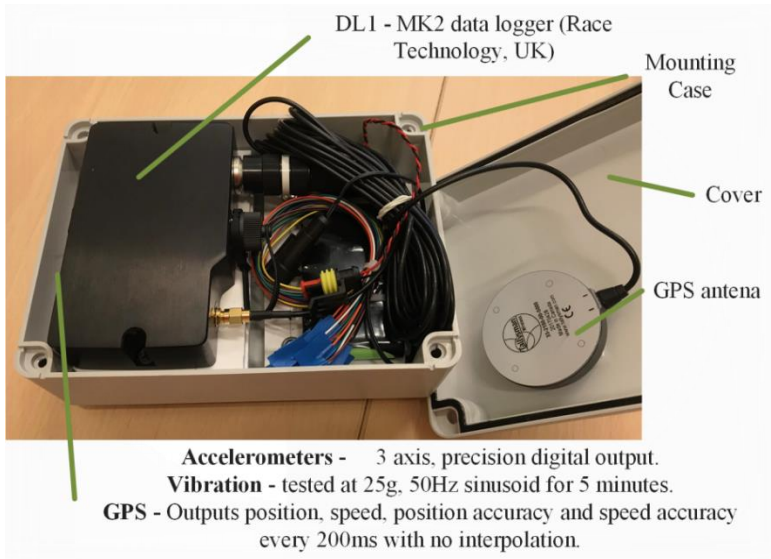 DL1 - MK2 data logger (Race
Technology, UK)
Mounting
Case
Cover
GPS antena
Accelerometers - 3 axis, precision digital output.
Vibration - tested at 25g, 50Hz sinusoid for 5 minutes.
GPS - Outputs position, speed, position accuracy and speed accuracy
every 200ms with no interpolation.